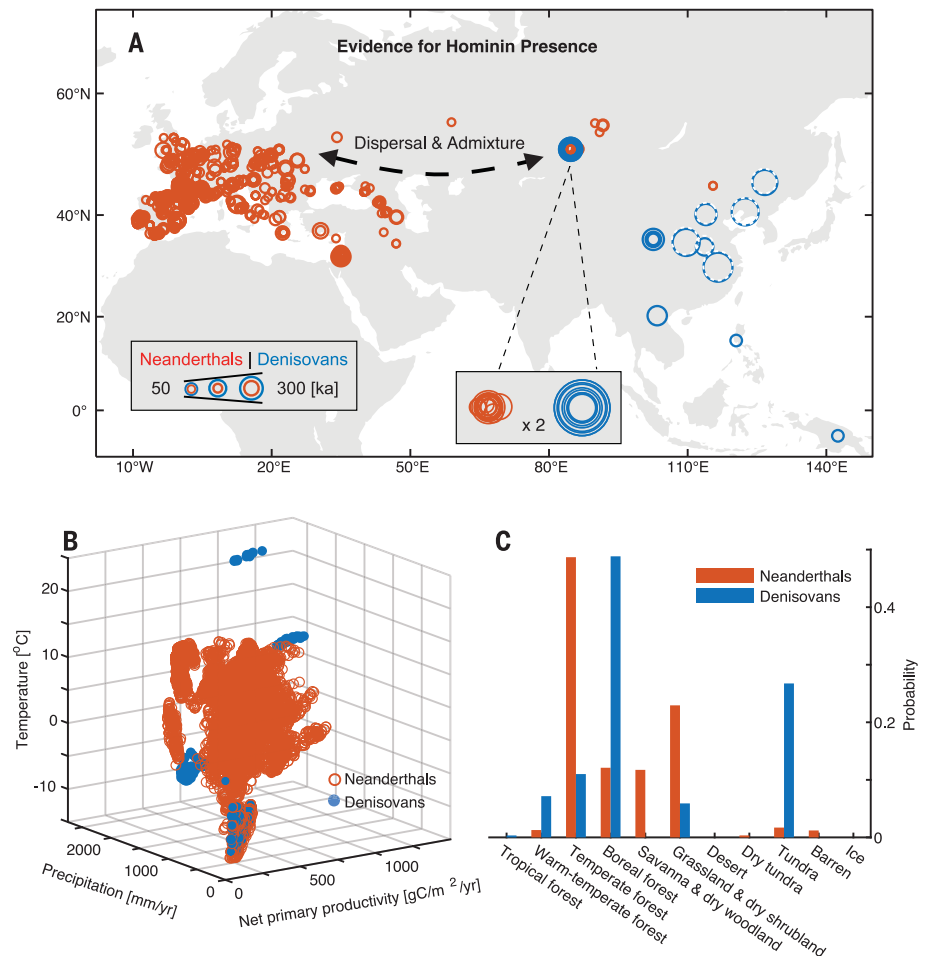 A
Evidence for Hominin Presence
60°N
40°N
20°N
0°
Dispersal & Admixture
Neanderthals | Denisovans
50
300 [ka]
x 2
10°W
20°E
50°E
80°E
110°E
140°E
B
Temperature [°C]
20
10
0
-10
Neanderthals
Denisovans
Precipitation [mm/yr]
2000
1000
0
0
500
1000
Net primary productivity [gC/m²/yr]
C
Neanderthals
Denisovans
0.4
0.2
0
Probability
Tropical forest
Warm-temperate forest
Temperate forest
Boreal forest
Savanna & dry woodland
Grassland & dry shrubland
Desert
Dry tundra
Tundra
Barren
Ice